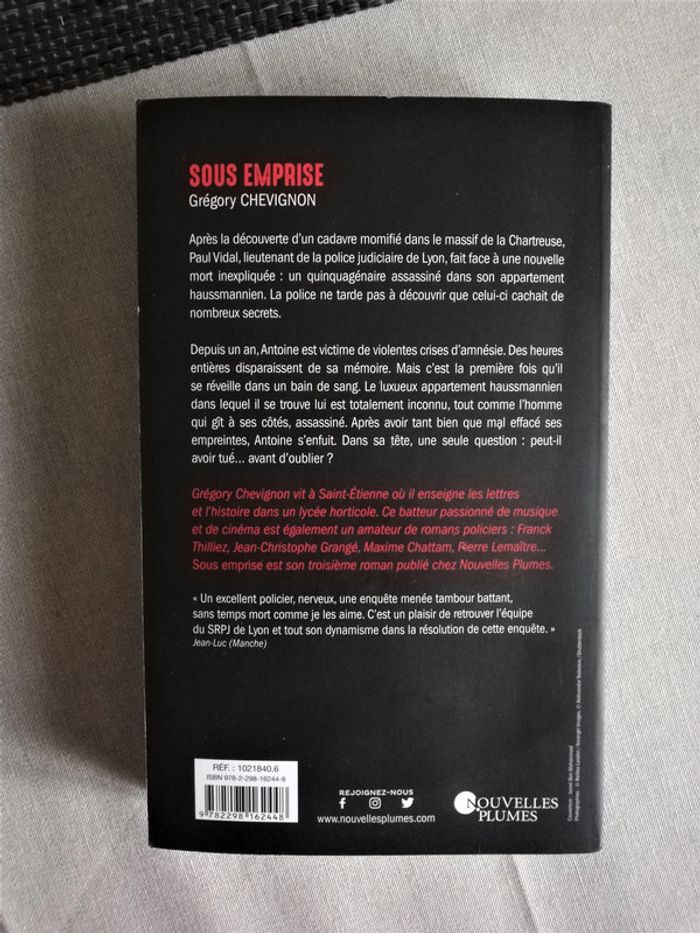 SOUS EMPRISE
Grégory CHEVIGNON
Après la découverte d'un cadavre momifié dans le massif de la Chartreuse,
Paul Vidal, lieutenant de la police judiciaire de Lyon, fait face à une nouvelle
mort inexpliquée : un quinquagénaire assassiné dans son appartement
haussmannien. La police ne tarde pas à découvrir que celui-ci cachait de
nombreux secrets.
Depuis un an, Antoine est victime de violentes crises d'amnésie. Des heures
entières disparaissent de sa mémoire. Mais c'est la première fois qu'il
se réveille dans un bain de sang. Le luxueux appartement haussmannien
dans lequel il se trouve lui est totalement inconnu, tout comme l'homme
qui gît à ses côtés, assassiné. Après avoir tant bien que mal effacé ses
empreintes, Antoine s'enfuit. Dans sa tête, une seule question : peut-il
avoir tué... avant d'oublier ?
Grégory Chevignon vit à Saint-Étienne où il enseigne les lettres
et l'histoire dans un lycée horticole. Ce batteur passionné de musique
et de cinéma est également un amateur de romans policiers : Franck
Thilliez, Jean-Christophe Grangé, Maxime Chattam, Pierre Lemaître...
Sous emprise est son troisième roman publié chez Nouvelles Plumes.
« Un excellent policier, nerveux, une enquête menée tambour battant,
sans temps mort comme je les aime. C'est un plaisir de retrouver l'équipe
du SRPJ de Lyon et tout son dynamisme dans la résolution de cette enquête. »
Jean-Luc (Manche)
RÉF. : 1021840.6
ISBN 978-2-298-16244-8
9 782298 162448
REJOIGNEZ-NOUS
www.nouvellesplumes.com
NOUVELLES
PLUMES